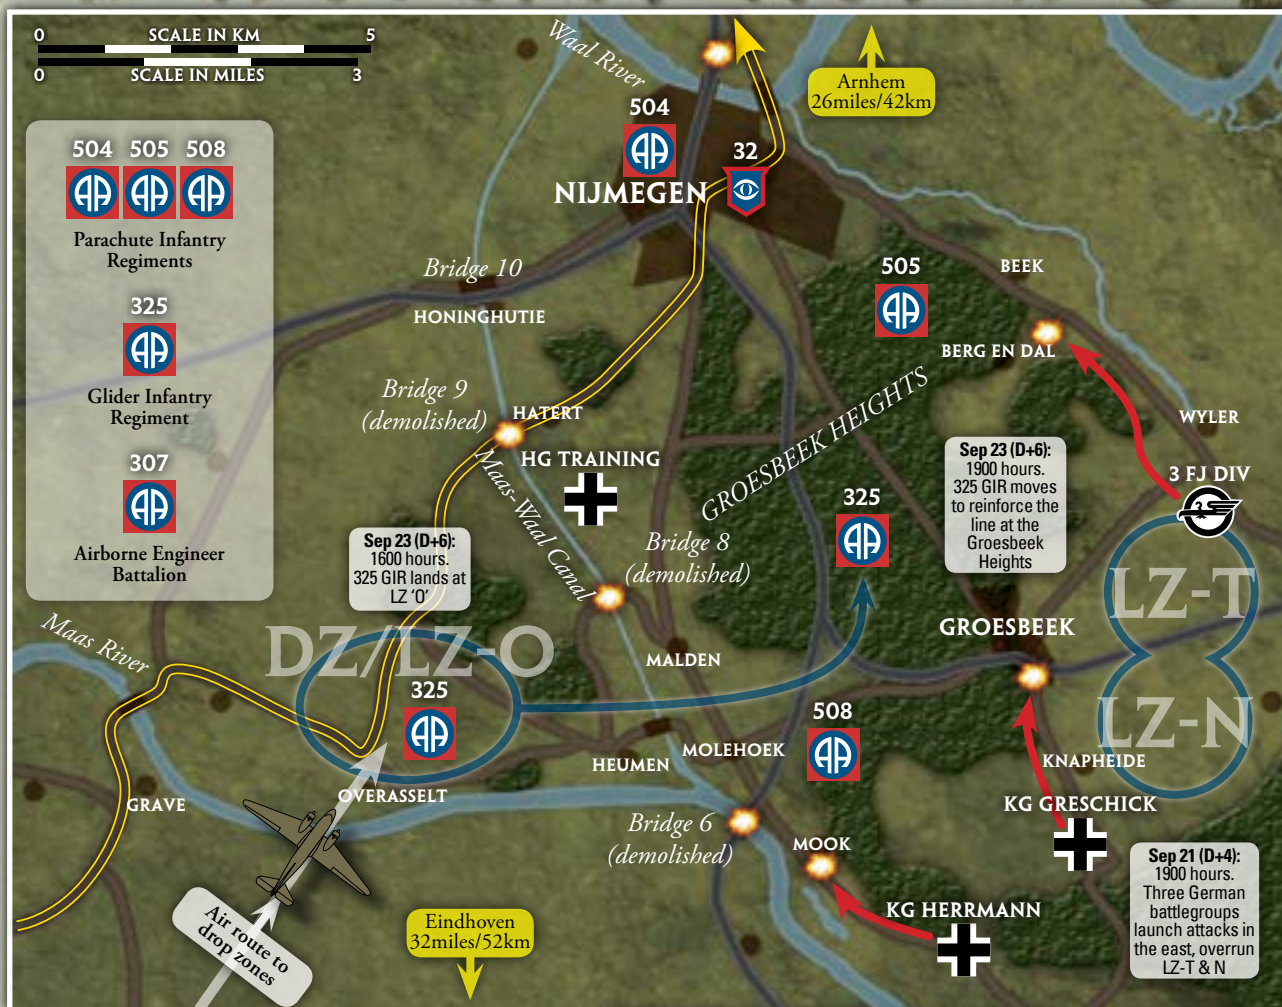 0 SCALE IN KM 5
0 SCALE IN MILES 3
504 505 508
Parachute Infantry
Regiments
325
Glider Infantry
Regiment
307
Airborne Engineer
Battalion
Waal River
Arnhem
26miles/42km
504
32
NIJMEGEN
Bridge 10
HONINGHUTIE
505
BEEK
BERG EN DAL
Bridge 9
(demolished)
HATERT
HG TRAINING
Maas-Waal Canal
GROESBEEK HEIGHTS
WYLER
3 FJ DIV
Sep 23 (D+6):
1900 hours.
325 GIR moves
to reinforce the
line at the
Groesbeek
Heights
325
Sep 23 (D+6):
1600 hours.
325 GIR lands at
LZ 'O'
Bridge 8
(demolished)
LZ-T
GROESBEEK
Maas River
DZ/LZ-O
325
MALDEN
LZ-N
508
MOLEHOEK
HEUMEN
KNAPHEIDE
GRAVE
OVERASSELT
KG GRESCHICK
Bridge 6
(demolished)
MOOK
Sep 21 (D+4):
1900 hours.
Three German
battlegroups
launch attacks in
the east, overrun
LZ-T & N
KG HERRMANN
Air route to
drop zones
Eindhoven
32miles/52km